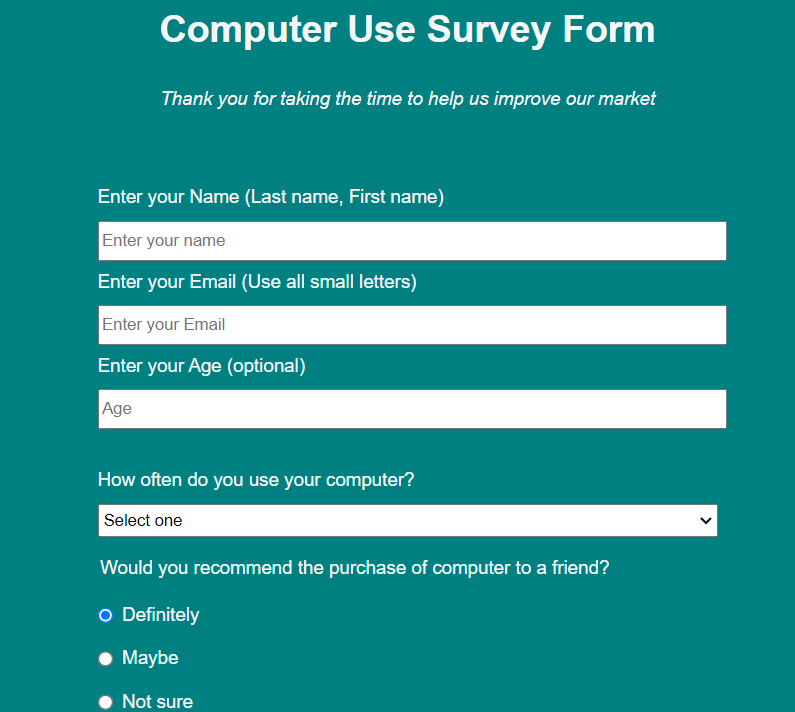 Computer Use Survey Form
Thank you for taking the time to help us improve our market
Enter your Name (Last name, First name)
Enter your name
Enter your Email (Use all small letters)
Enter your Email
Enter your Age (optional)
Age
How often do you use your computer?
Select one
Would you recommend the purchase of computer to a friend?
Definitely
Maybe
Not sure